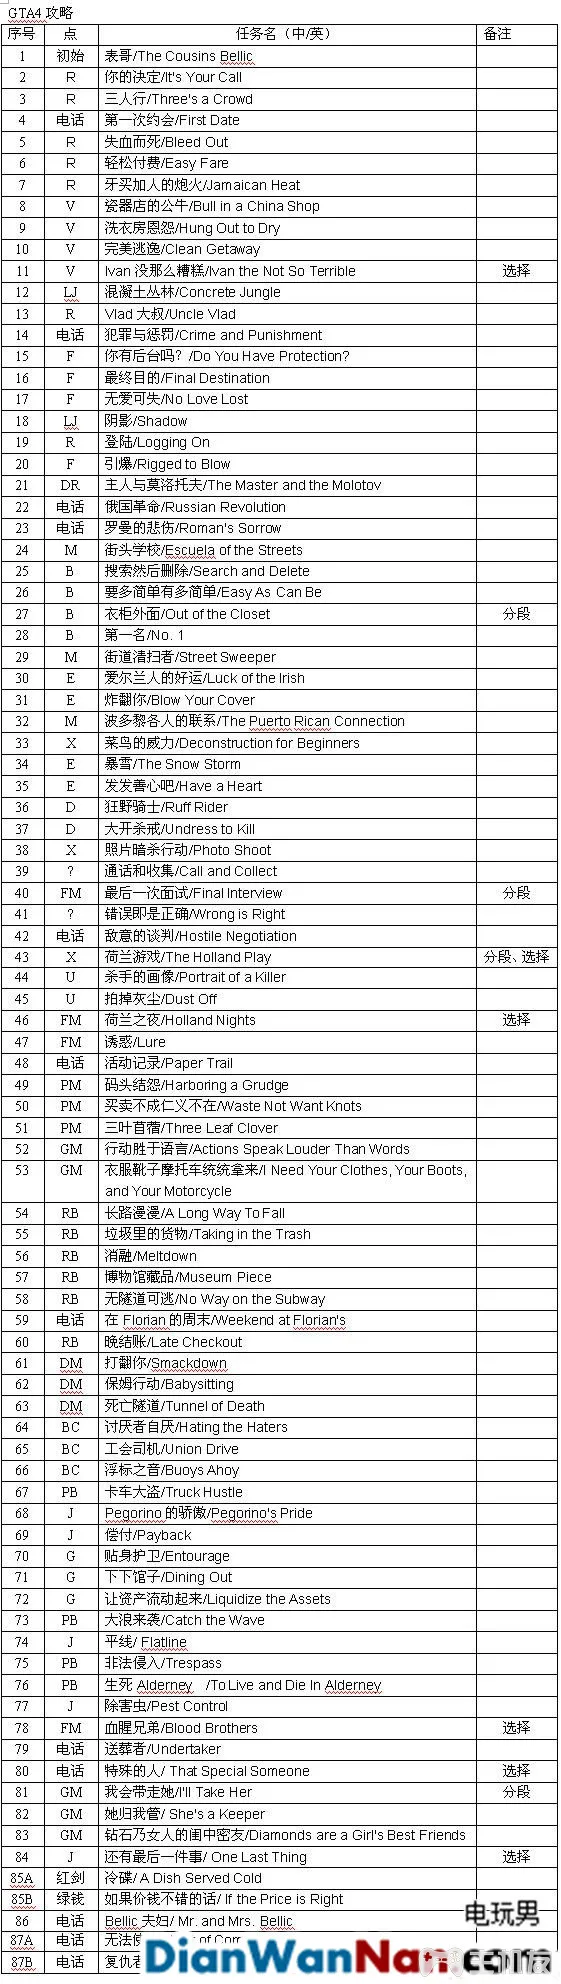 GTA4攻略
序号 点 任务名（中/英） 备注
1 初始 表哥/The Cousins Bellic
2 R 你的决定/It's Your Call
3 R 三人行/Three's a Crowd
4 电话 第一次约会/First Date
5 R 失血而死/Bleed Out
6 R 轻松付费/Easy Fare
7 R 牙买加人的炮火/Jamaican Heat
8 V 瓷器店的公牛/Bull in a China Shop
9 V 洗衣房恩怨/Hung Out to Dry
10 V 完美逃逸/Clean Getaway
11 V Ivan没那么糟糕/Ivan the Not So Terrible 选择
12 LJ 混凝土丛林/Concrete Jungle
13 R Vlad大叔/Uncle Vlad
14 电话 犯罪与惩罚/Crime and Punishment
15 F 你有后台吗？/Do You Have Protection?
16 F 最终目的/Final Destination
17 F 无爱可失/No Love Lost
18 LJ 阴影/Shadow
19 R 登陆/Logging On
20 F 引爆/Rigged to Blow
21 DR 主人与莫洛托夫/The Master and the Molotov
22 电话 俄国革命/Russian Revolution
23 电话 罗曼的悲伤/Roman's Sorrow
24 M 街头学校/Escuela of the Streets
25 B 搜索然后删除/Search and Delete
26 B 要多简单有多简单/Easy As Can Be
27 B 衣柜外面/Out of the Closet 分段
28 B 第一名/No. 1
29 M 街道清扫者/Street Sweeper
30 E 爱尔兰人的好运/Luck of the Irish
31 E 炸翻你/Blow Your Cover
32 M 波多黎各人的联系/The Puerto Rican Connection
33 X 菜鸟的威力/Deconstruction for Beginners
34 E 暴雪/The Snow Storm
35 E 发发善心吧/Have a Heart
36 D 狂野骑士/Ruff Rider
37 D 大开杀戒/Undress to Kill
38 X 照片暗杀行动/Photo Shoot
39 ? 通话和收集/Call and Collect
40 FM 最后一次面试/Final Interview 分段
41 ? 错误即是正确/Wrong is Right
42 电话 敌意的谈判/Hostile Negotiation
43 X 荷兰游戏/The Holland Play 分段、选择
44 U 杀手的画像/Portrait of a Killer
45 U 拍掉灰尘/Dust Off
46 FM 荷兰之夜/Holland Nights 选择
47 FM 诱惑/Lure
48 电话 活动记录/Paper Trail
49 PM 码头结怨/Harboring a Grudge
50 PM 买卖不成仁义不在/Waste Not Want Knots
51 PM 三叶苜蓿/Three Leaf Clover
52 GM 行动胜于语言/Actions Speak Louder Than Words
53 GM 衣服靴子摩托车统统拿来/I Need Your Clothes, Your Boots,
and Your Motorcycle
54 RB 长路漫漫/A Long Way To Fall
55 RB 垃圾里的货物/Taking in the Trash
56 RB 消融/Meltdown
57 RB 博物馆藏品/Museum Piece
58 RB 无隧道可逃/No Way on the Subway
59 电话 在Florian的周末/Weekend at Florian's
60 RB 晚结账/Late Checkout
61 DM 打翻你/Smackdown
62 DM 保姆行动/Babysitting
63 DM 死亡隧道/Tunnel of Death
64 BC 讨厌者自厌/Hating the Haters
65 BC 工会司机/Union Drive
66 BC 浮标之音/Buoys Ahoy
67 PB 卡车大盗/Truck Hustle
68 J Pegorino的骄傲/Pegorino's Pride
69 J 偿付/Payback
70 G 贴身护卫/Entourage
71 G 下下馆子/Dining Out
72 G 让资产流动起来/Liquidize the Assets
73 PB 大浪来袭/Catch the Wave
74 J 平线/ Flatline
75 PB 非法侵入/Trespass
76 PB 生死 Alderney /To Live and Die In Alderney
77 J 除害虫/Pest Control
78 FM 血腥兄弟/Blood Brothers 选择
79 电话 送葬者/Undertaker
80 电话 特殊的人/ That Special Someone 选择
81 GM 我会带走她/I'll Take Her 分段
82 GM 她归我管/ She's a Keeper
83 GM 钻石乃女人的闺中密友/Diamonds are a Girl's Best Friends
84 J 还有最后一件事/ One Last Thing 选择
85A 红剑 冷碟/ A Dish Served Cold
85B 绿钱 如果价钱不错的话/ If the Price is Right
电玩男
86 电话 Bellic夫妇/ Mr. and Mrs. Bellic
87A 电话 无法
DianWanNan.com
87B 电话 复仇